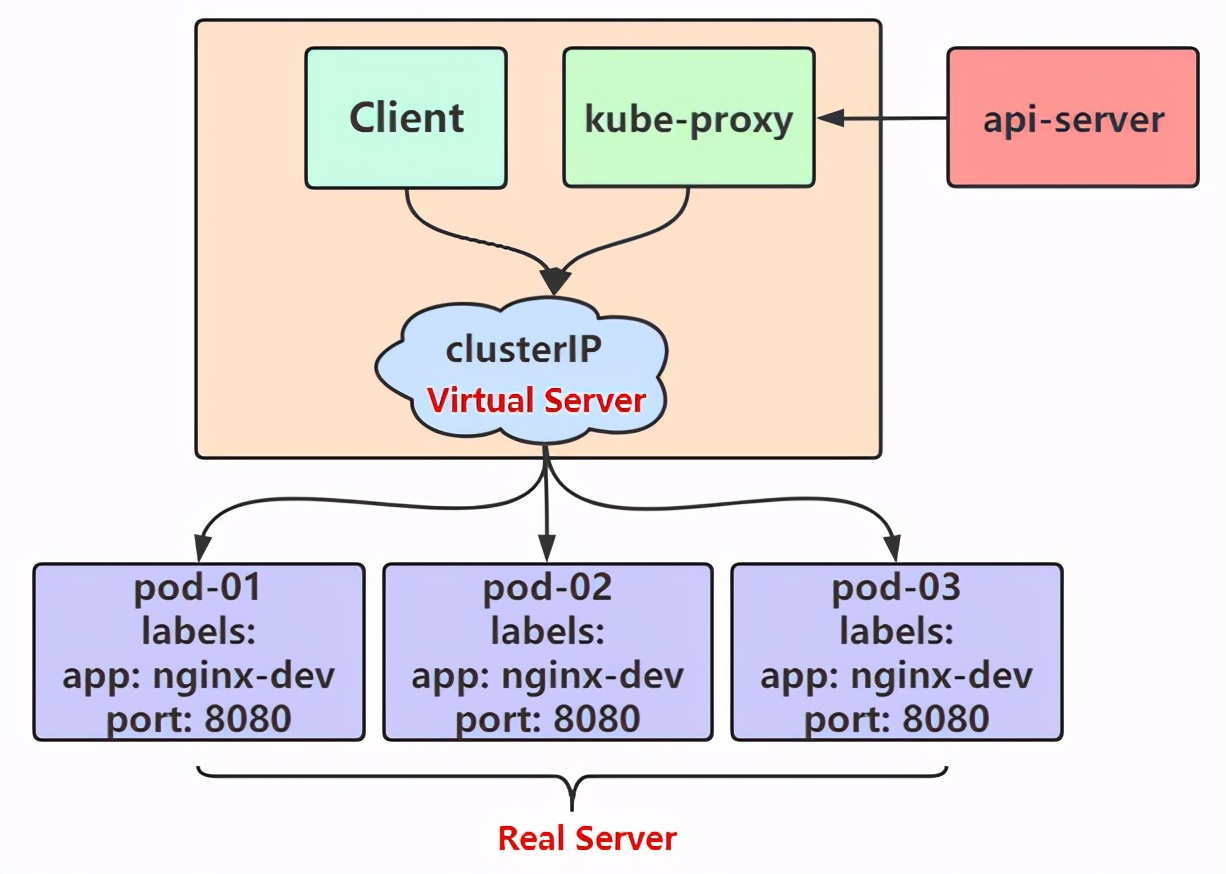 Client
kube-proxy
api-server
clusterIP
Virtual Server
pod-01
labels:
app: nginx-dev
port: 8080
pod-02
labels:
app: nginx-dev
port: 8080
pod-03
labels:
app: nginx-dev
port: 8080
Real Server